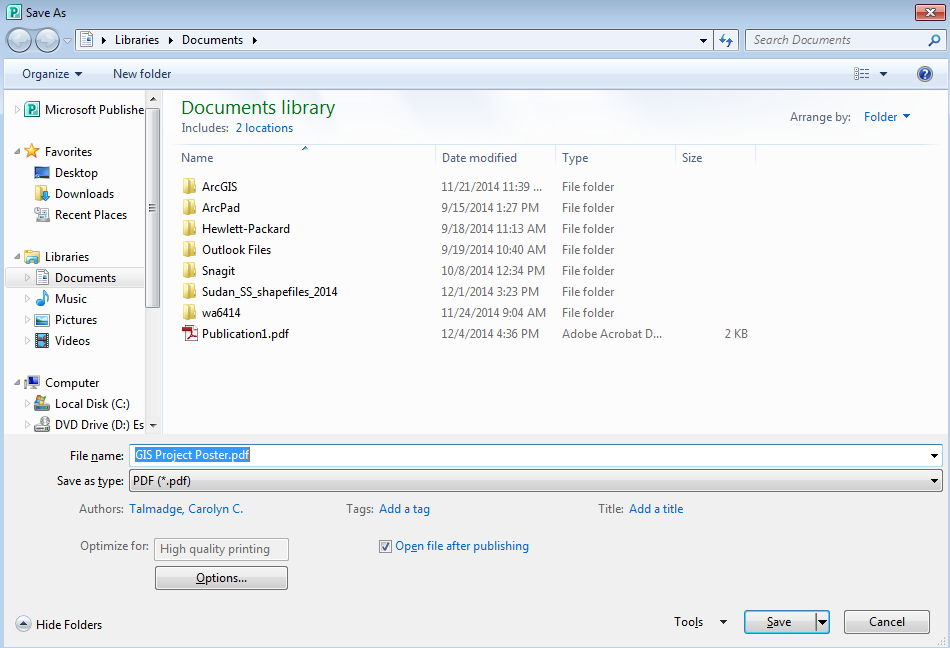 Save As
Libraries Documents
Search Documents
Organize New folder
Microsoft Publishe
Favorites
Desktop
Downloads
Recent Places
Libraries
Documents
Music
Pictures
Videos
Computer
Local Disk (C:)
DVD Drive (D:) Es
Documents library
Includes: 2 locations
Arrange by: Folder
Name Date modified Type Size
ArcGIS 11/21/2014 11:39 ... File folder
ArcPad 9/15/2014 1:27 PM File folder
Hewlett-Packard 9/18/2014 11:13 AM File folder
Outlook Files 9/19/2014 10:40 AM File folder
Snagit 10/8/2014 12:34 PM File folder
Sudan_SS_shapefiles_2014 12/1/2014 3:23 PM File folder
wa6414 11/24/2014 9:04 AM File folder
Publication1.pdf 12/4/2014 4:36 PM Adobe Acrobat D... 2 KB
File name: GIS Project Poster.pdf
Save as type: PDF (*.pdf)
Authors: Talmadge, Carolyn C. Tags: Add a tag Title: Add a title
Optimize for: High quality printing
Open file after publishing
Options...
Hide Folders
Tools Save Cancel